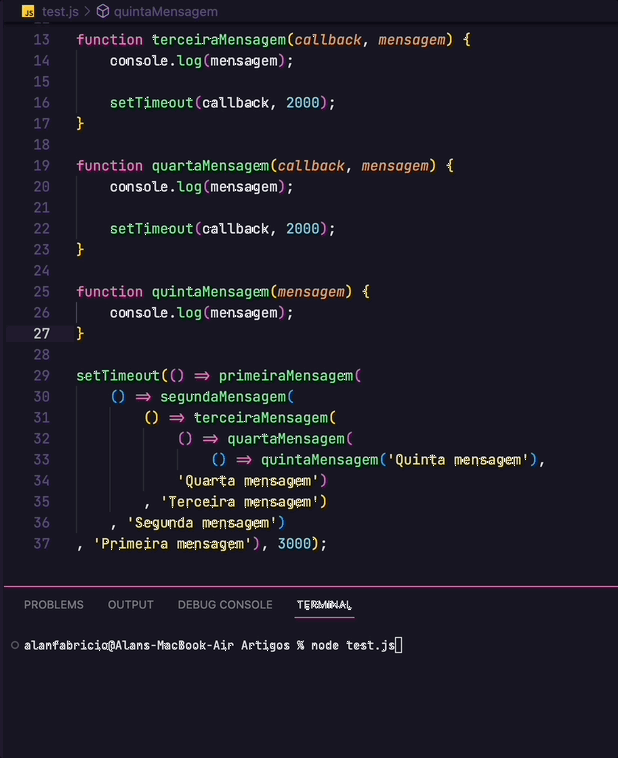 JS test.js > quintaMensagem
13 function terceiraMensagem(callback, mensagem) {
14 console.log(mensagem);
15
16 setTimeout(callback, 2000);
17 }
18
19 function quartaMensagem(callback, mensagem) {
20 console.log(mensagem);
21
22 setTimeout(callback, 2000);
23 }
24
25 function quintaMensagem(mensagem) {
26 console.log(mensagem);
27 }
28
29 setTimeout(() => primeiraMensagem(
30 () => segundaMensagem(
31 () => terceiraMensagem(
32 () => quartaMensagem(
33 () => quintaMensagem('Quinta mensagem'),
34 'Quarta mensagem')
35 , 'Terceira mensagem')
36 , 'Segunda mensagem')
37 , 'Primeira mensagem'), 3000);
PROBLEMS OUTPUT DEBUG CONSOLE TERMINAL
alanfabricio@Alans-MacBook-Air Artigos % node test.js